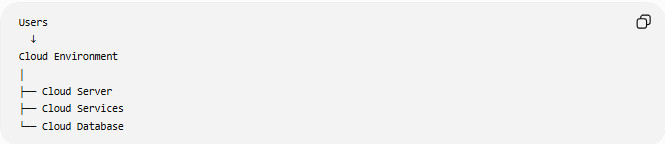 Users
↓
Cloud Environment
│
├── Cloud Server
├── Cloud Services
└── Cloud Database